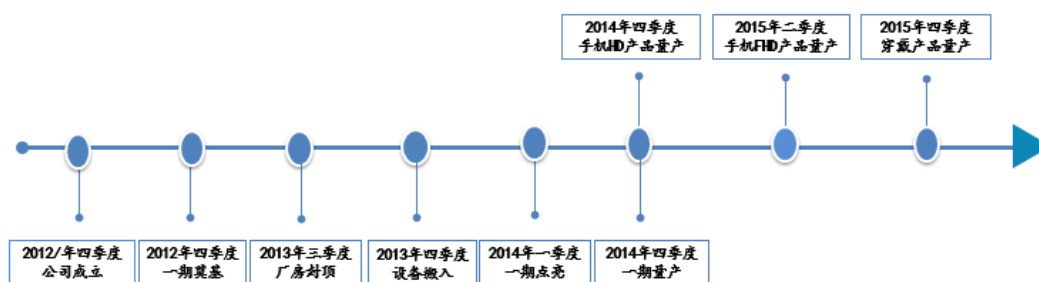 2014年四季度
手机HD产品量产
2015年二季度
手机FHD产品量产
2015年四季度
穿戴产品量产
2012/年四季度
公司成立
2012年四季度
一期奠基
2013年三季度
厂房封顶
2013年四季度
设备搬入
2014年一季度
一期点亮
2014年四季度
一期量产